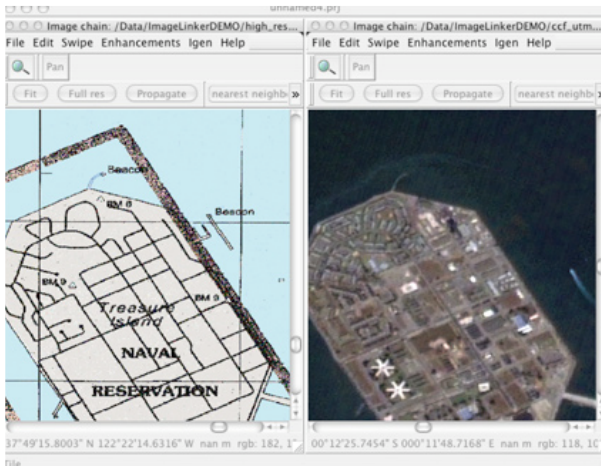 unnamed4.prj
Image chain: /Data/ImageLinkerDEMO/high_res...
File Edit Swipe Enhancements Igen Help
Pan
Fit Full res Propagate nearest neighb »
Beacon
BM 8
Beacon
BM 9
BM 9
Treasure
Island
NAVAL
RESERVATION
37°49'15.8003" N 122°22'14.6316" W nan m rgb: 182, 1
Image chain: /Data/ImageLinkerDEMO/ccf_utm...
File Edit Swipe Enhancements Igen Help
Pan
Fit Full res Propagate nearest neighb »
00°12'25.7454" S 000°11'48.7168" E nan m rgb: 118, 10
Tile